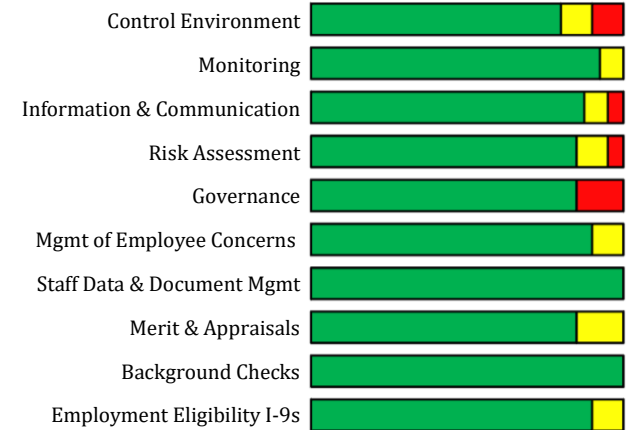 Control Environment
Monitoring
Information & Communication
Risk Assessment
Governance
Mgmt of Employee Concerns
Staff Data & Document Mgmt
Merit & Appraisals
Background Checks
Employment Eligibility I-9s